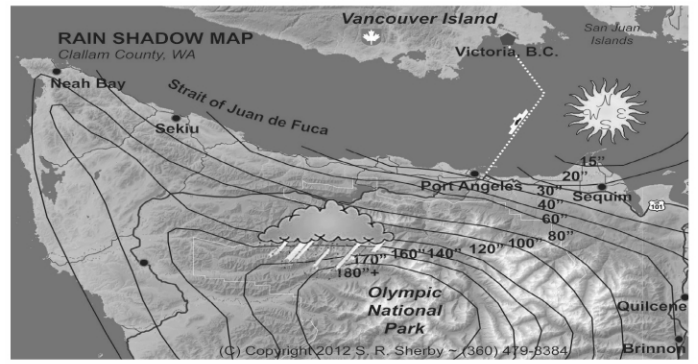 RAIN SHADOW MAP
Clallam County, WA
Vancouver Island
San Juan
Islands
Victoria, B.C.
Neah Bay
Strait of Juan de Fuca
Sekiu
N
W E
S
Port Angeles
Sequim
15"
20"
30"
40"
60"
80"
100"
120"
140"
160"
170"
180"+
101
Olympic
National
Park
Quilcene
Brinnon
(C) Copyright 2012 S. R. Sherby ~ (360) 479-8384